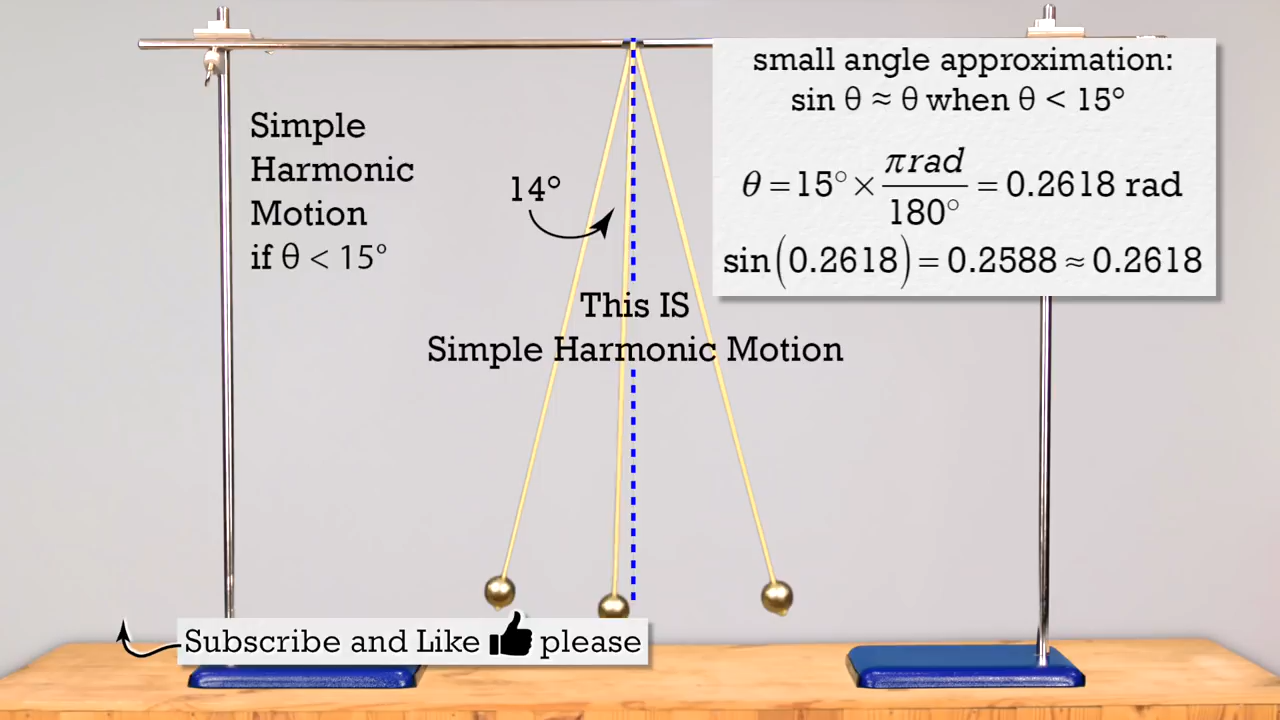 Simple
Harmonic
Motion
if θ < 15°
14°
This IS
Simple Harmonic Motion
small angle approximation:
sin θ ≈ θ when θ < 15°
θ = 15° × πrad/180° = 0.2618 rad
sin(0.2618) = 0.2588 ≈ 0.2618
Subscribe and Like 👍 please